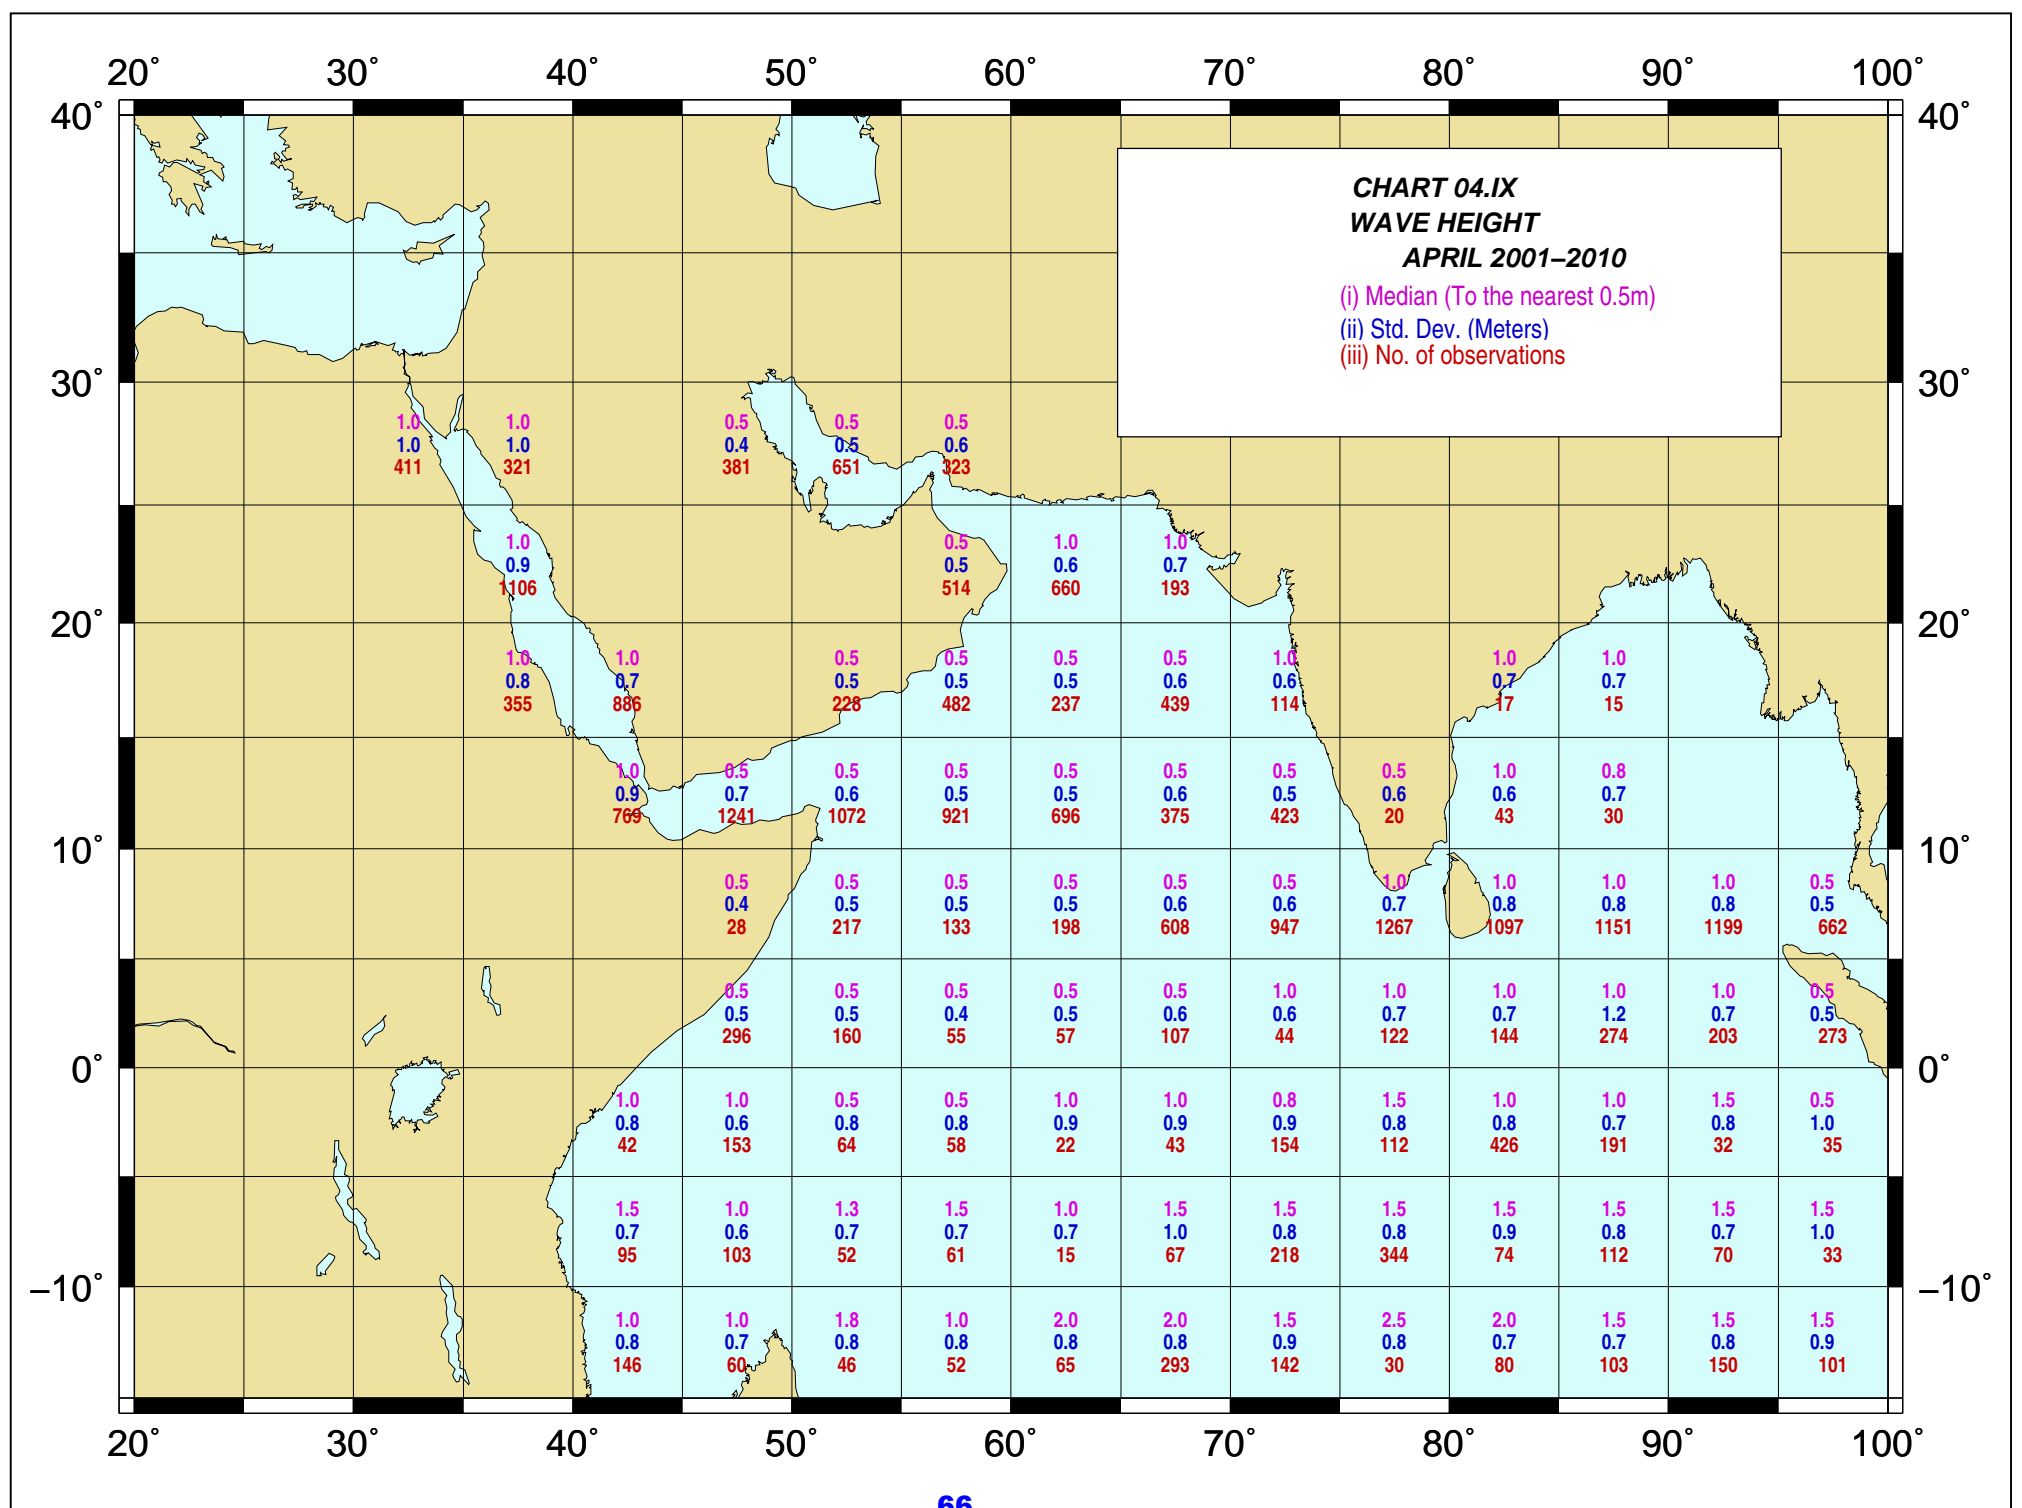 20° 30° 40° 50° 60° 70° 80° 90° 100°
40° 40°
CHART 04.IX
WAVE HEIGHT
APRIL 2001–2010
(i) Median (To the nearest 0.5m)
(ii) Std. Dev. (Meters)
(iii) No. of observations
30° 30°
1.0 1.0 0.5 0.5 0.5
1.0 1.0 0.4 0.5 0.6
411 321 381 651 323
1.0 0.5 1.0 1.0
0.9 0.5 0.6 0.7
1106 514 660 193
20° 20°
1.0 1.0 0.5 0.5 0.5 0.5 1.0 1.0 1.0
0.8 0.7 0.5 0.5 0.5 0.6 0.6 0.7 0.7
355 886 228 482 237 439 114 17 15
1.0 0.5 0.5 0.5 0.5 0.5 0.5 0.5 1.0 0.8
0.9 0.7 0.6 0.5 0.5 0.6 0.5 0.6 0.6 0.7
769 1241 1072 921 696 375 423 20 43 30
10° 10°
0.5 0.5 0.5 0.5 0.5 0.5 1.0 1.0 1.0 1.0 0.5
0.4 0.5 0.5 0.5 0.6 0.6 0.7 0.8 0.8 0.8 0.5
28 217 133 198 608 947 1267 1097 1151 1199 662
0.5 0.5 0.5 0.5 0.5 1.0 1.0 1.0 1.0 1.0 0.5
0.5 0.5 0.4 0.5 0.6 0.6 0.7 0.7 1.2 0.7 0.5
296 160 55 57 107 44 122 144 274 203 273
0° 0°
1.0 1.0 0.5 0.5 1.0 1.0 0.8 1.5 1.0 1.0 1.5 0.5
0.8 0.6 0.8 0.8 0.9 0.9 0.9 0.8 0.8 0.7 0.8 1.0
42 153 64 58 22 43 154 112 426 191 32 35
1.5 1.0 1.3 1.5 1.0 1.5 1.5 1.5 1.5 1.5 1.5 1.5
0.7 0.6 0.7 0.7 0.7 1.0 0.8 0.8 0.9 0.8 0.7 1.0
95 103 52 61 15 67 218 344 74 112 70 33
–10° –10°
1.0 1.0 1.8 1.0 2.0 2.0 1.5 2.5 2.0 1.5 1.5 1.5
0.8 0.7 0.8 0.8 0.8 0.8 0.9 0.8 0.7 0.7 0.8 0.9
146 60 46 52 65 293 142 30 80 103 150 101
20° 30° 40° 50° 60° 70° 80° 90° 100°
66